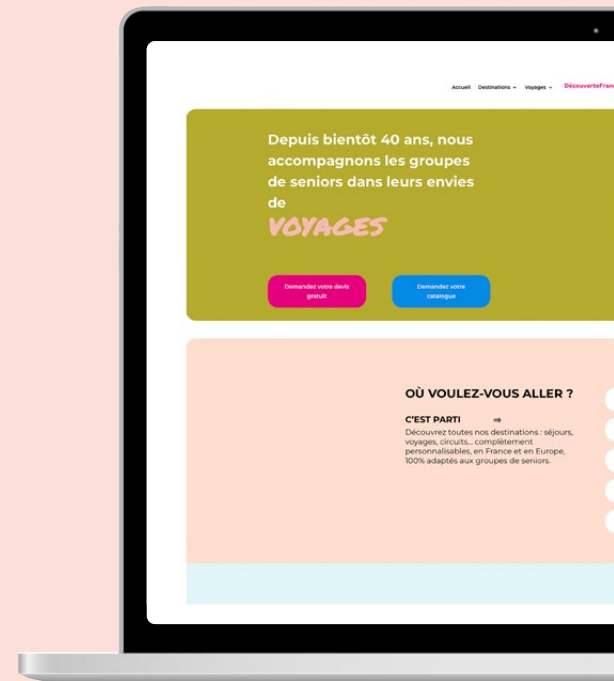 Accueil Destinations Voyages DécouverteFranc
Depuis bientôt 40 ans, nous
accompagnons les groupes
de seniors dans leurs envies
de
VOYAGES
Demandez votre devis
gratuit
Demandez votre
catalogue
OÙ VOULEZ-VOUS ALLER ?
C'EST PARTI ⇒
Découvrez toutes nos destinations : séjours,
voyages, circuits... complètement
personnalisables, en France et en Europe,
100% adaptés aux groupes de seniors.